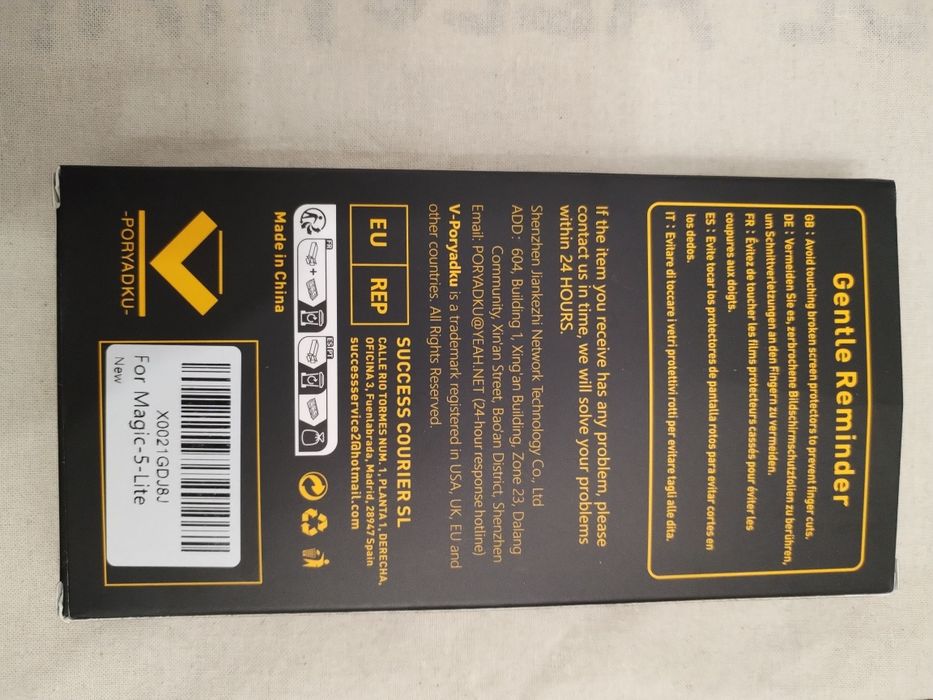 Gentle Reminder
GB : Avoid touching broken screen protectors to prevent finger cuts.
DE : Vermeiden Sie es, zerbrochene Bildschirmschutzfolien zu berühren,
um Schnittverletzungen an den Fingern zu vermeiden.
FR : Évitez de toucher les films protecteurs cassés pour éviter les
coupures aux doigts.
ES : Evite tocar los protectores de pantalla rotos para evitar cortes en
los dedos.
IT : Evitare di toccare i vetri protettivi rotti per evitare tagli alle dita.
If the item you receive has any problem, please
contact us in time, we will solve your problems
within 24 HOURS.
Shenzhen Jiankezhi Network Technology Co., Ltd
ADD : 604, Building 1, Xing'an Building, Zone 23, Dalang
Community, Xin'an Street, Bao'an District, Shenzhen
Email: PORYADKU@YEAH.NET (24-hour response hotline)
V-Poryadku is a trademark registered in USA, UK, EU and
other countries. All Rights Reserved.
EU REP
SUCCESS COURIER SL
CALLE RIO TORMES NUM. 1, PLANTA 1, DERECHA,
OFICINA 3, Fuenlabrada, Madrid, 28947 Spain
successservice2@hotmail.com
FR
+
ES/PT
Made in China
-PORYADKU-
X0021GDJ8J
For Magic-5-Lite
New